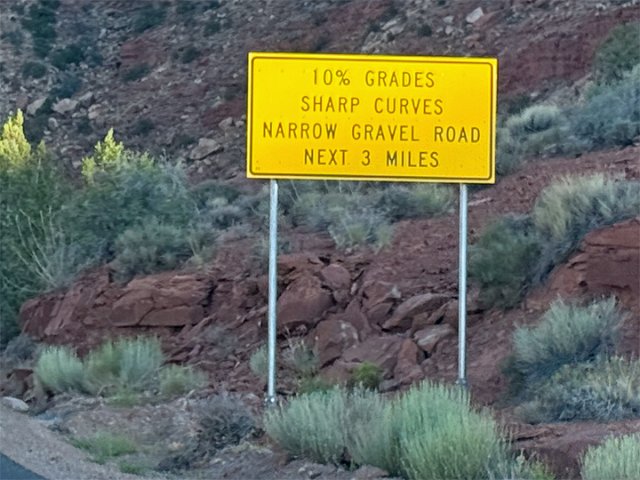 10% GRADES
SHARP CURVES
NARROW GRAVEL ROAD
NEXT 3 MILES